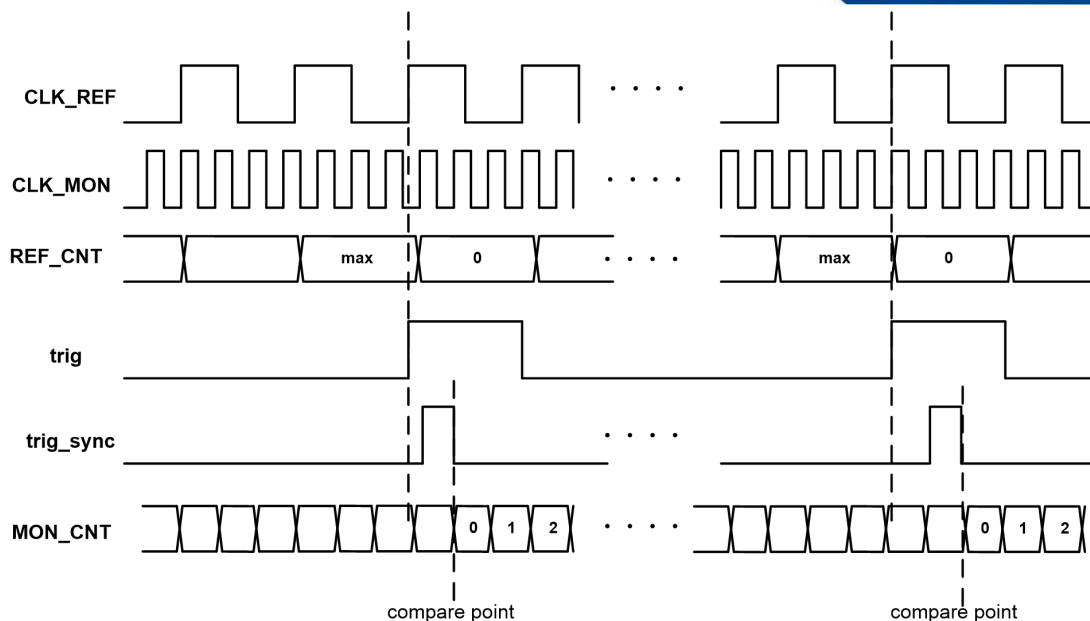 CLK_REF
CLK_MON
REF_CNT max 0 max 0
trig
trig_sync
MON_CNT 0 1 2 0 1 2
compare point compare point